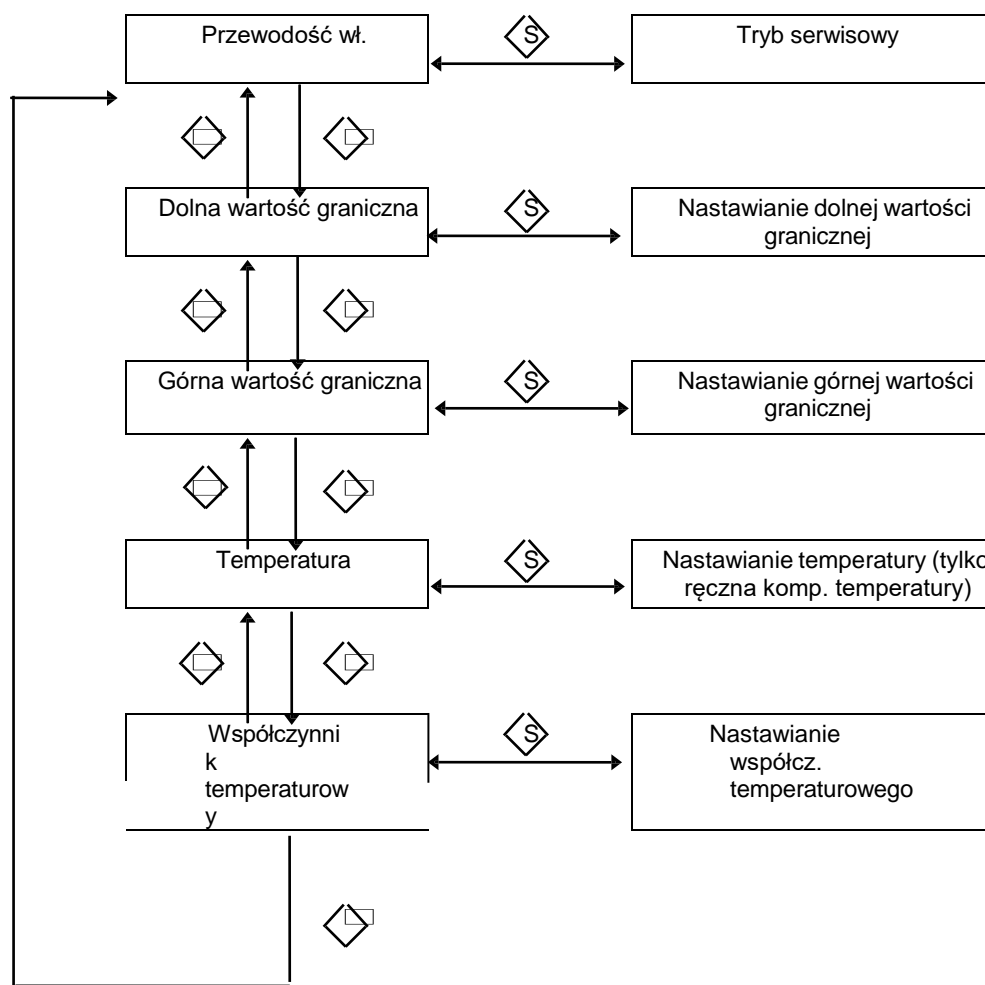 Przewodość wł.
S
Tryb serwisowy
Dolna wartość graniczna
S
Nastawianie dolnej wartości
granicznej
Górna wartość graniczna
S
Nastawianie górnej wartości
granicznej
Temperatura
S
Nastawianie temperatury (tylko
ręczna komp. temperatury)
Współczynni
k
temperaturow
y
S
Nastawianie
współcz.
temperaturowego